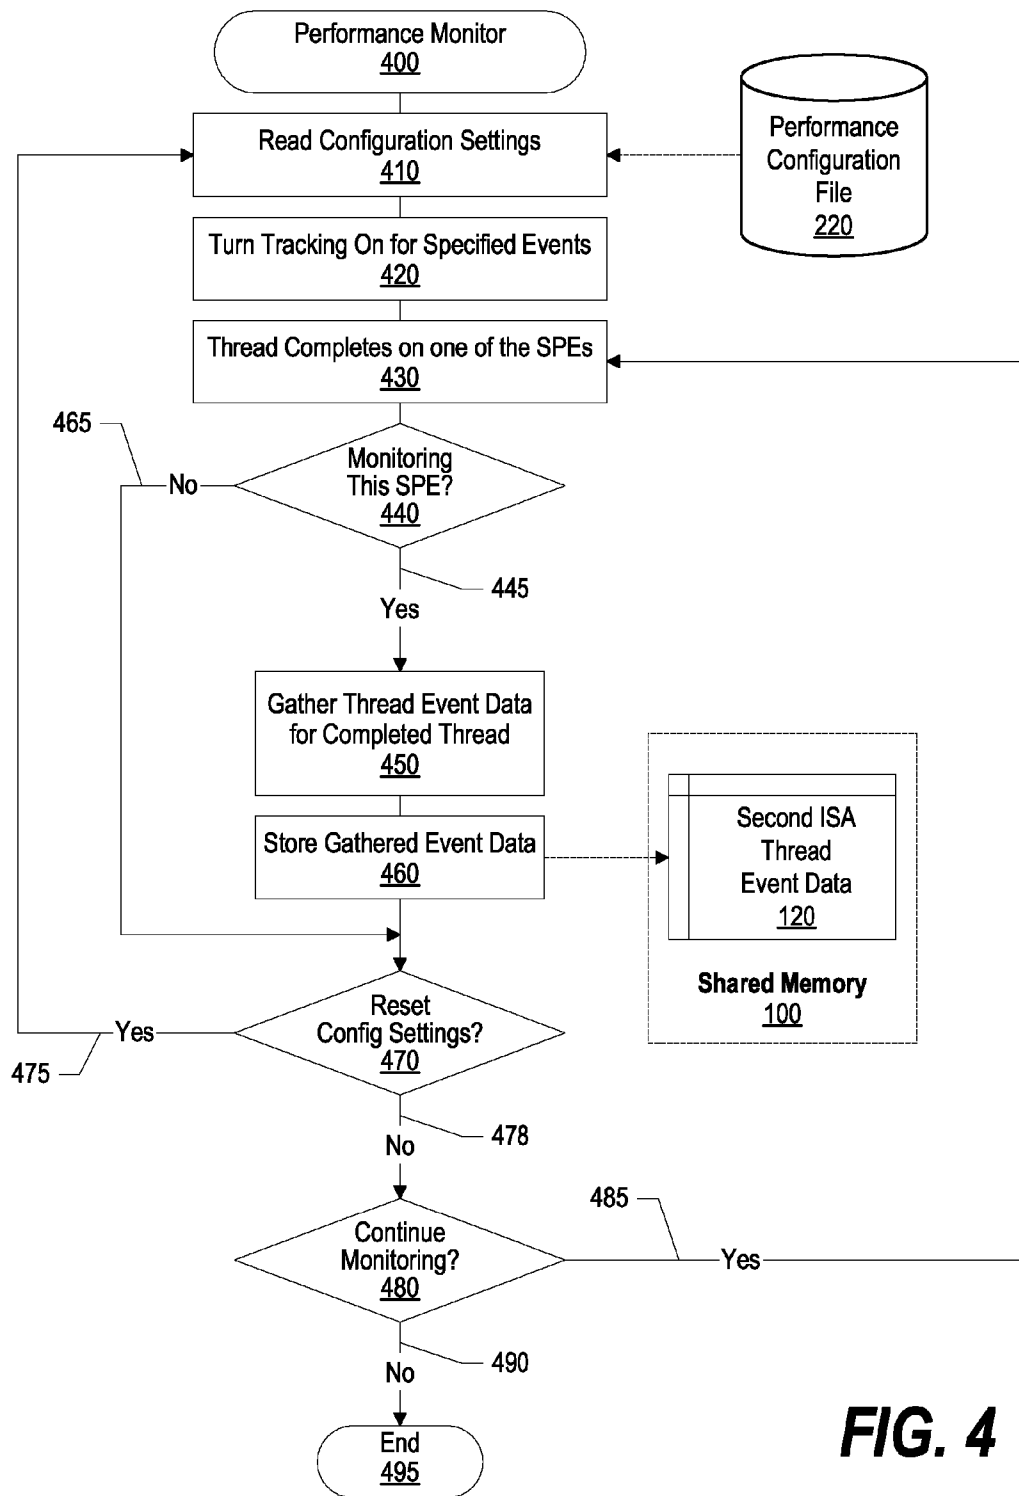 Performance Monitor
400
Read Configuration Settings
410
Performance
Configuration
File
220
Turn Tracking On for Specified Events
420
Thread Completes on one of the SPEs
430
465
Monitoring
This SPE?
440
No
445
Yes
Gather Thread Event Data
for Completed Thread
450
Store Gathered Event Data
460
Second ISA
Thread
Event Data
120
Shared Memory
100
Reset
Config Settings?
470
Yes
475
478
No
485
Continue
Monitoring?
480
Yes
490
No
End
495
FIG. 4